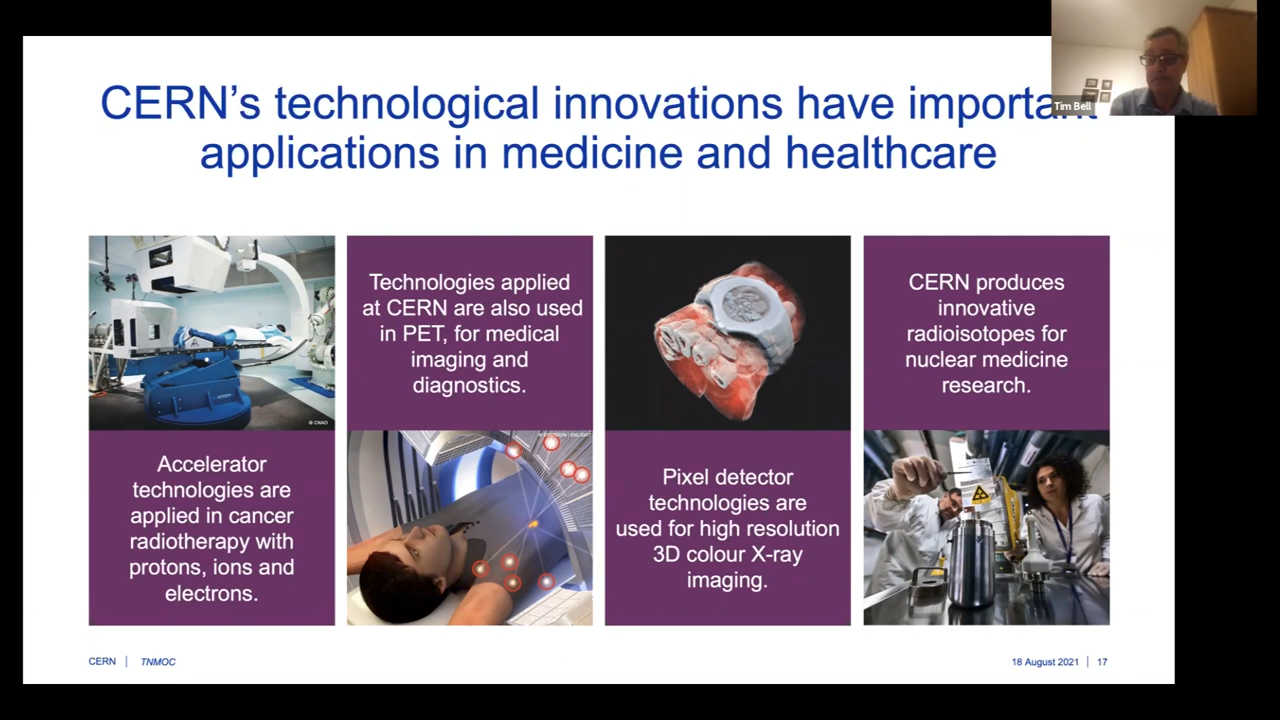 CERN's technological innovations have important
applications in medicine and healthcare
Tim Bell
© CNAO
Accelerator
technologies are
applied in cancer
radiotherapy with
protons, ions and
electrons.
Technologies applied
at CERN are also used
in PET, for medical
imaging and
diagnostics.
Pixel detector
technologies are
used for high resolution
3D colour X-ray
imaging.
CERN produces
innovative
radioisotopes for
nuclear medicine
research.
CERN | TNMOC
18 August 2021 | 17